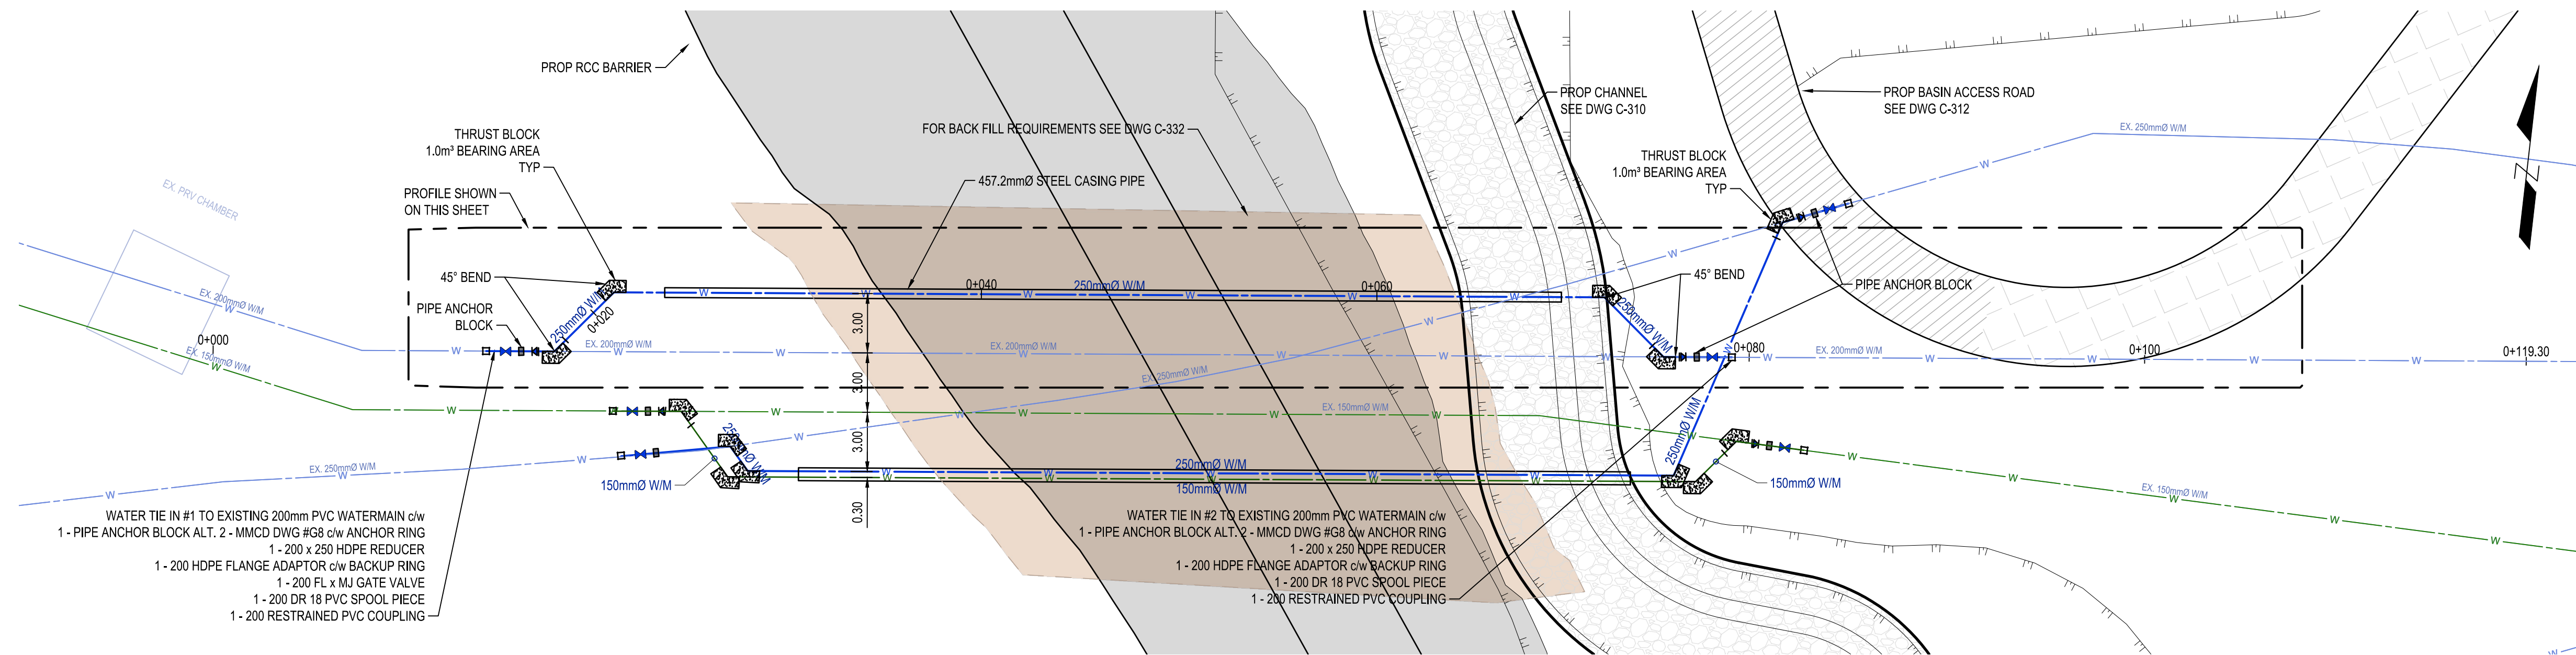 PROP RCC BARRIER
PROP CHANNEL
SEE DWG C-310
PROP BASIN ACCESS ROAD
SEE DWG C-312
EX. 250mmØ W/M
THRUST BLOCK
1.0m³ BEARING AREA
TYP
FOR BACK FILL REQUIREMENTS SEE DWG C-332
THRUST BLOCK
1.0m³ BEARING AREA
TYP
Z
EX. PRV CHAMBER
PROFILE SHOWN
ON THIS SHEET
457.2mmØ STEEL CASING PIPE
45° BEND
0+040
250mmØ W/M
0+060
45° BEND
PIPE ANCHOR BLOCK
EX. 200mmØ W/M
PIPE ANCHOR
BLOCK
250mmØ W/M
0+020
3.00
250mmØ W/M
0+000
EX. 150mmØ W/M
EX. 200mmØ W/M
EX. 200mmØ W/M
0+080
EX. 200mmØ W/M
0+100
0+119.30
3.00
EX. 250mmØ W/M
EX. 150mmØ W/M
3.00
250mmØ W/M
250mmØ W/M
EX. 250mmØ W/M
250mmØ W/M
150mmØ W/M
150mmØ W/M
150mmØ W/M
EX. 150mmØ W/M
0.30
WATER TIE IN #1 TO EXISTING 200mm PVC WATERMAIN c/w
1 - PIPE ANCHOR BLOCK ALT. 2 - MMCD DWG #G8 c/w ANCHOR RING
1 - 200 x 250 HDPE REDUCER
1 - 200 HDPE FLANGE ADAPTOR c/w BACKUP RING
1 - 200 FL x MJ GATE VALVE
1 - 200 DR 18 PVC SPOOL PIECE
1 - 200 RESTRAINED PVC COUPLING
WATER TIE IN #2 TO EXISTING 200mm PVC WATERMAIN c/w
1 - PIPE ANCHOR BLOCK ALT. 2 - MMCD DWG #G8 c/w ANCHOR RING
1 - 200 x 250 HDPE REDUCER
1 - 200 HDPE FLANGE ADAPTOR c/w BACKUP RING
1 - 200 DR 18 PVC SPOOL PIECE
1 - 200 RESTRAINED PVC COUPLING